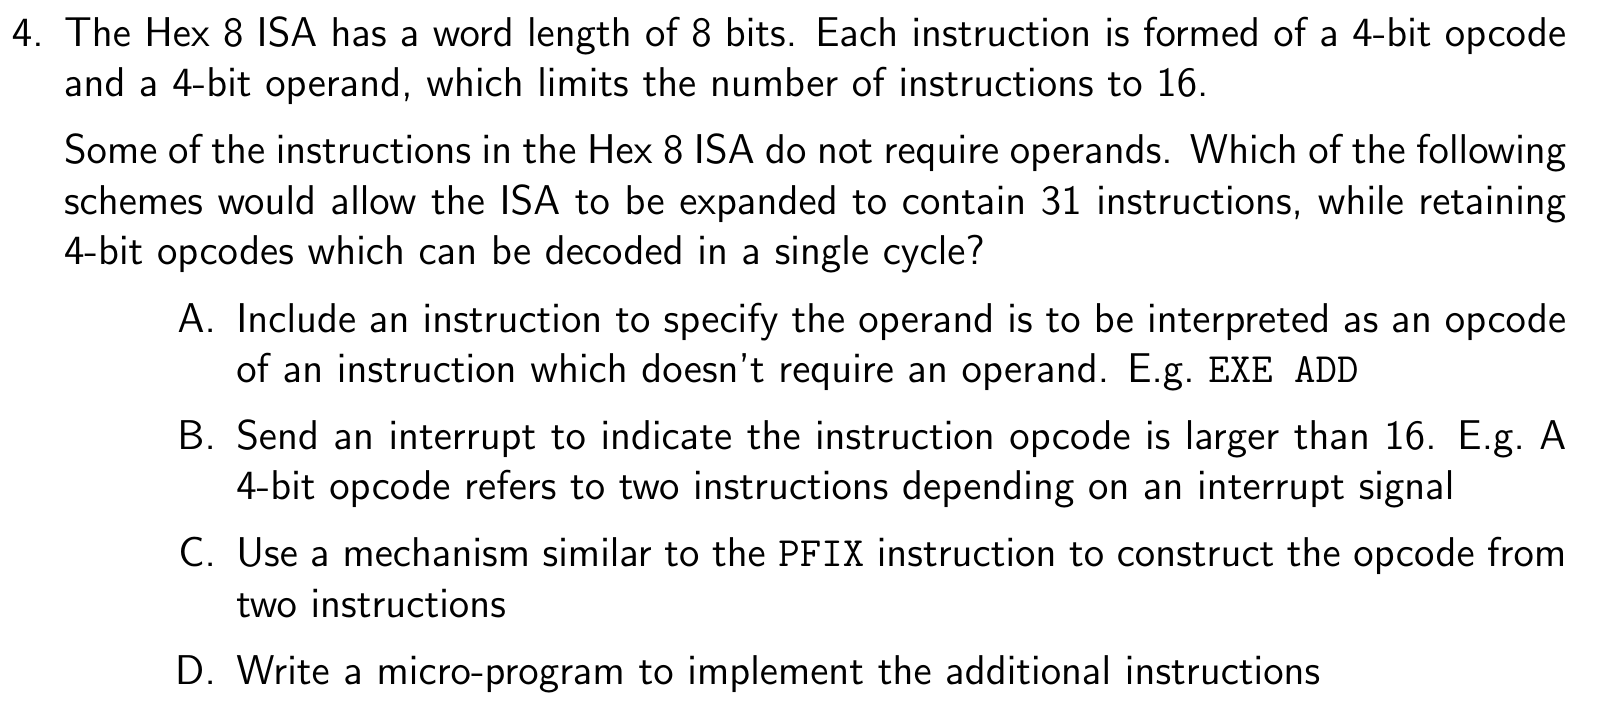 4. The Hex 8 ISA has a word length of 8 bits. Each instruction is formed of a 4-bit opcode
and a 4-bit operand, which limits the number of instructions to 16.
Some of the instructions in the Hex 8 ISA do not require operands. Which of the following
schemes would allow the ISA to be expanded to contain 31 instructions, while retaining
4-bit opcodes which can be decoded in a single cycle?
A. Include an instruction to specify the operand is to be interpreted as an opcode
of an instruction which doesn't require an operand. E.g. EXE ADD
B. Send an interrupt to indicate the instruction opcode is larger than 16. E.g. A
4-bit opcode refers to two instructions depending on an interrupt signal
C. Use a mechanism similar to the PFIX instruction to construct the opcode from
two instructions
D. Write a micro-program to implement the additional instructions